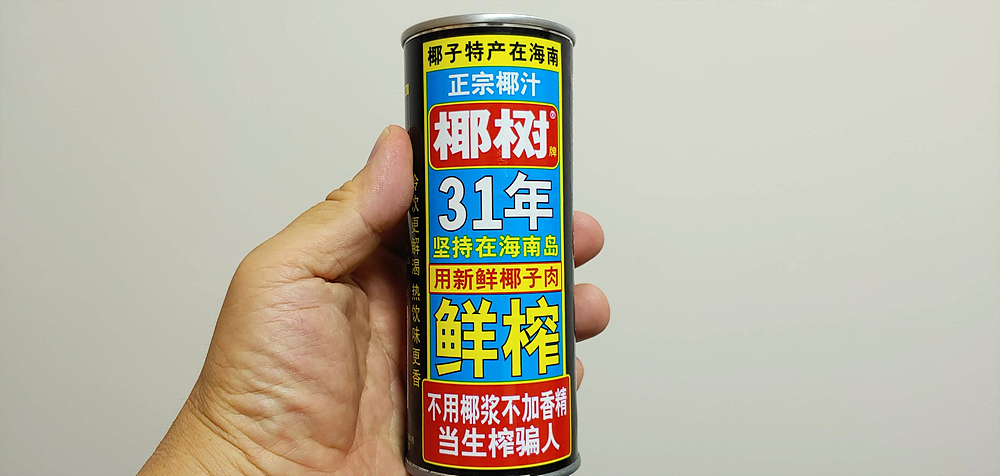 椰子特产在海南
正宗椰汁
椰树®
牌
31年
坚持在海南岛
用新鲜椰子肉
鲜榨
不用椰浆不加香精
当生榨骗人
冷饮更解渴 热饮味更香